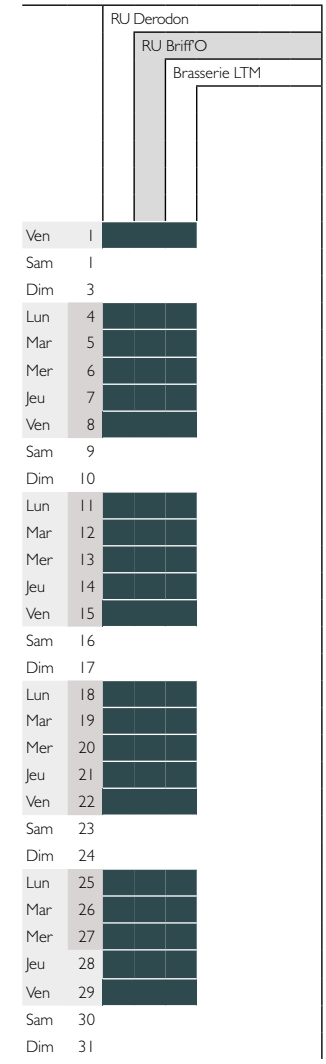 RU Derodon
RU Briff'O
Brasserie LTM
Ven 1
Sam 1
Dim 3
Lun 4
Mar 5
Mer 6
Jeu 7
Ven 8
Sam 9
Dim 10
Lun 11
Mar 12
Mer 13
Jeu 14
Ven 15
Sam 16
Dim 17
Lun 18
Mar 19
Mer 20
Jeu 21
Ven 22
Sam 23
Dim 24
Lun 25
Mar 26
Mer 27
Jeu 28
Ven 29
Sam 30
Dim 31